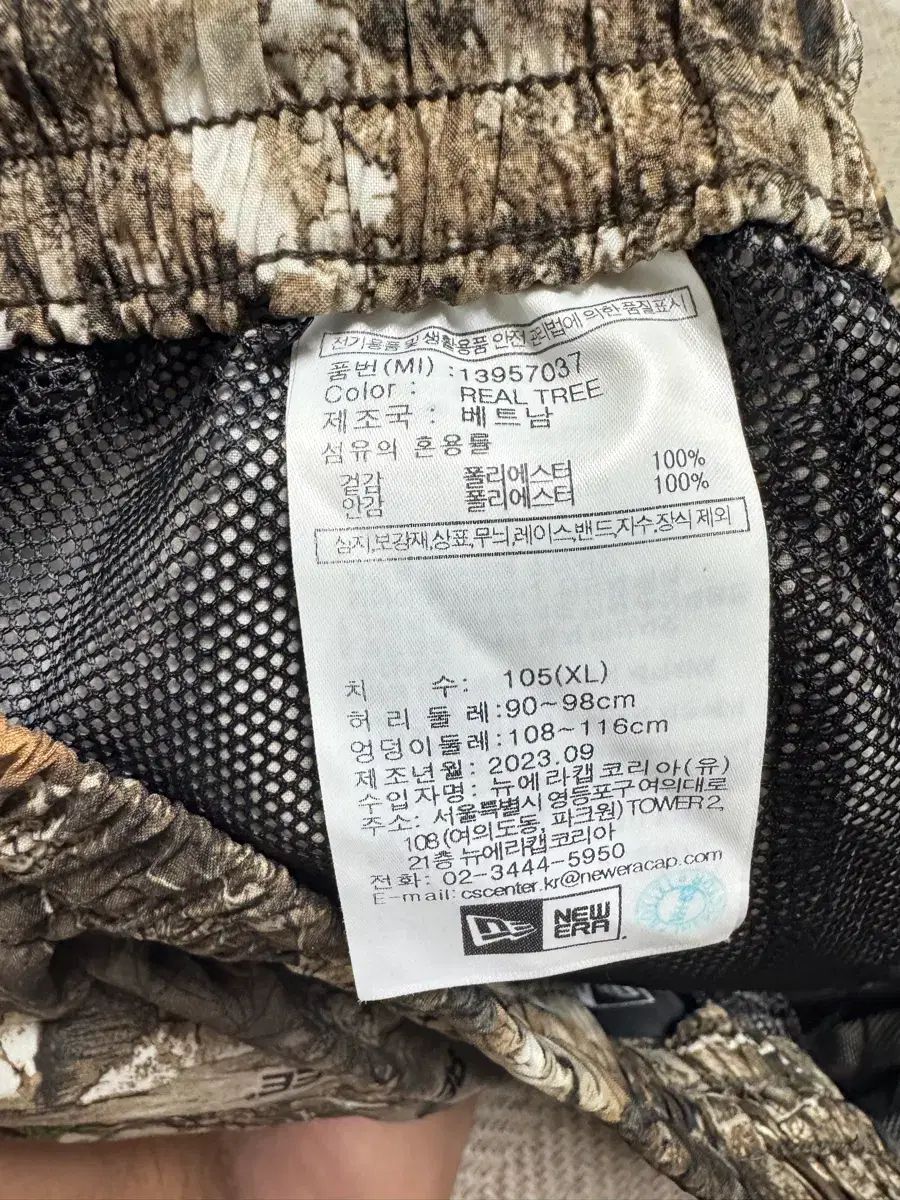 전기용품 및 생활용품 안전 관리법에 의한 품질표시
품번(MI) :13957037
Color : REAL TREE
제조국 : 베트남
섬유의 혼용률
겉감 폴리에스터 100%
안감 폴리에스터 100%
심지,보강재,상표,무늬,레이스,밴드,자수,장식 제외
치 수: 105(XL)
허 리 둘 레:90~98cm
엉덩이둘레:108~116cm
제조년월: 2023.09
수입자명: 뉴에라캡 코리아(유)
주소: 서울특별시 영등포구 여의대로
108 (여의도동, 파크원) TOWER 2,
21층 뉴에라캡코리아
전화: 02-3444-5950
E-mail:cscenter.kr@neweracap.com
NEW ERA